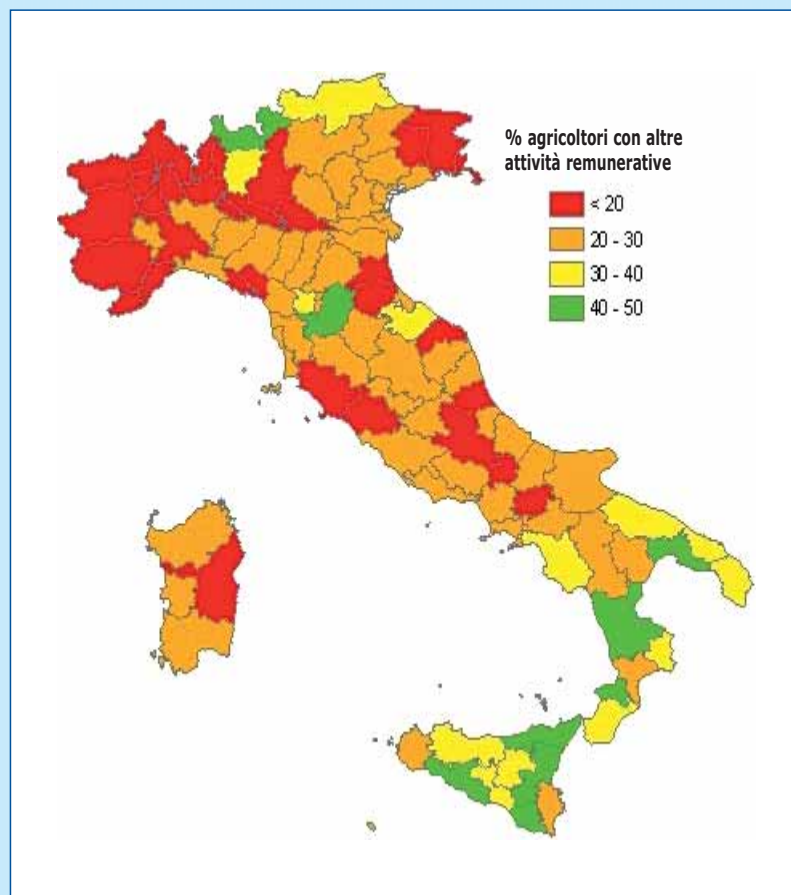 % agricoltori con altre
attività remunerative
< 20
20 - 30
30 - 40
40 - 50